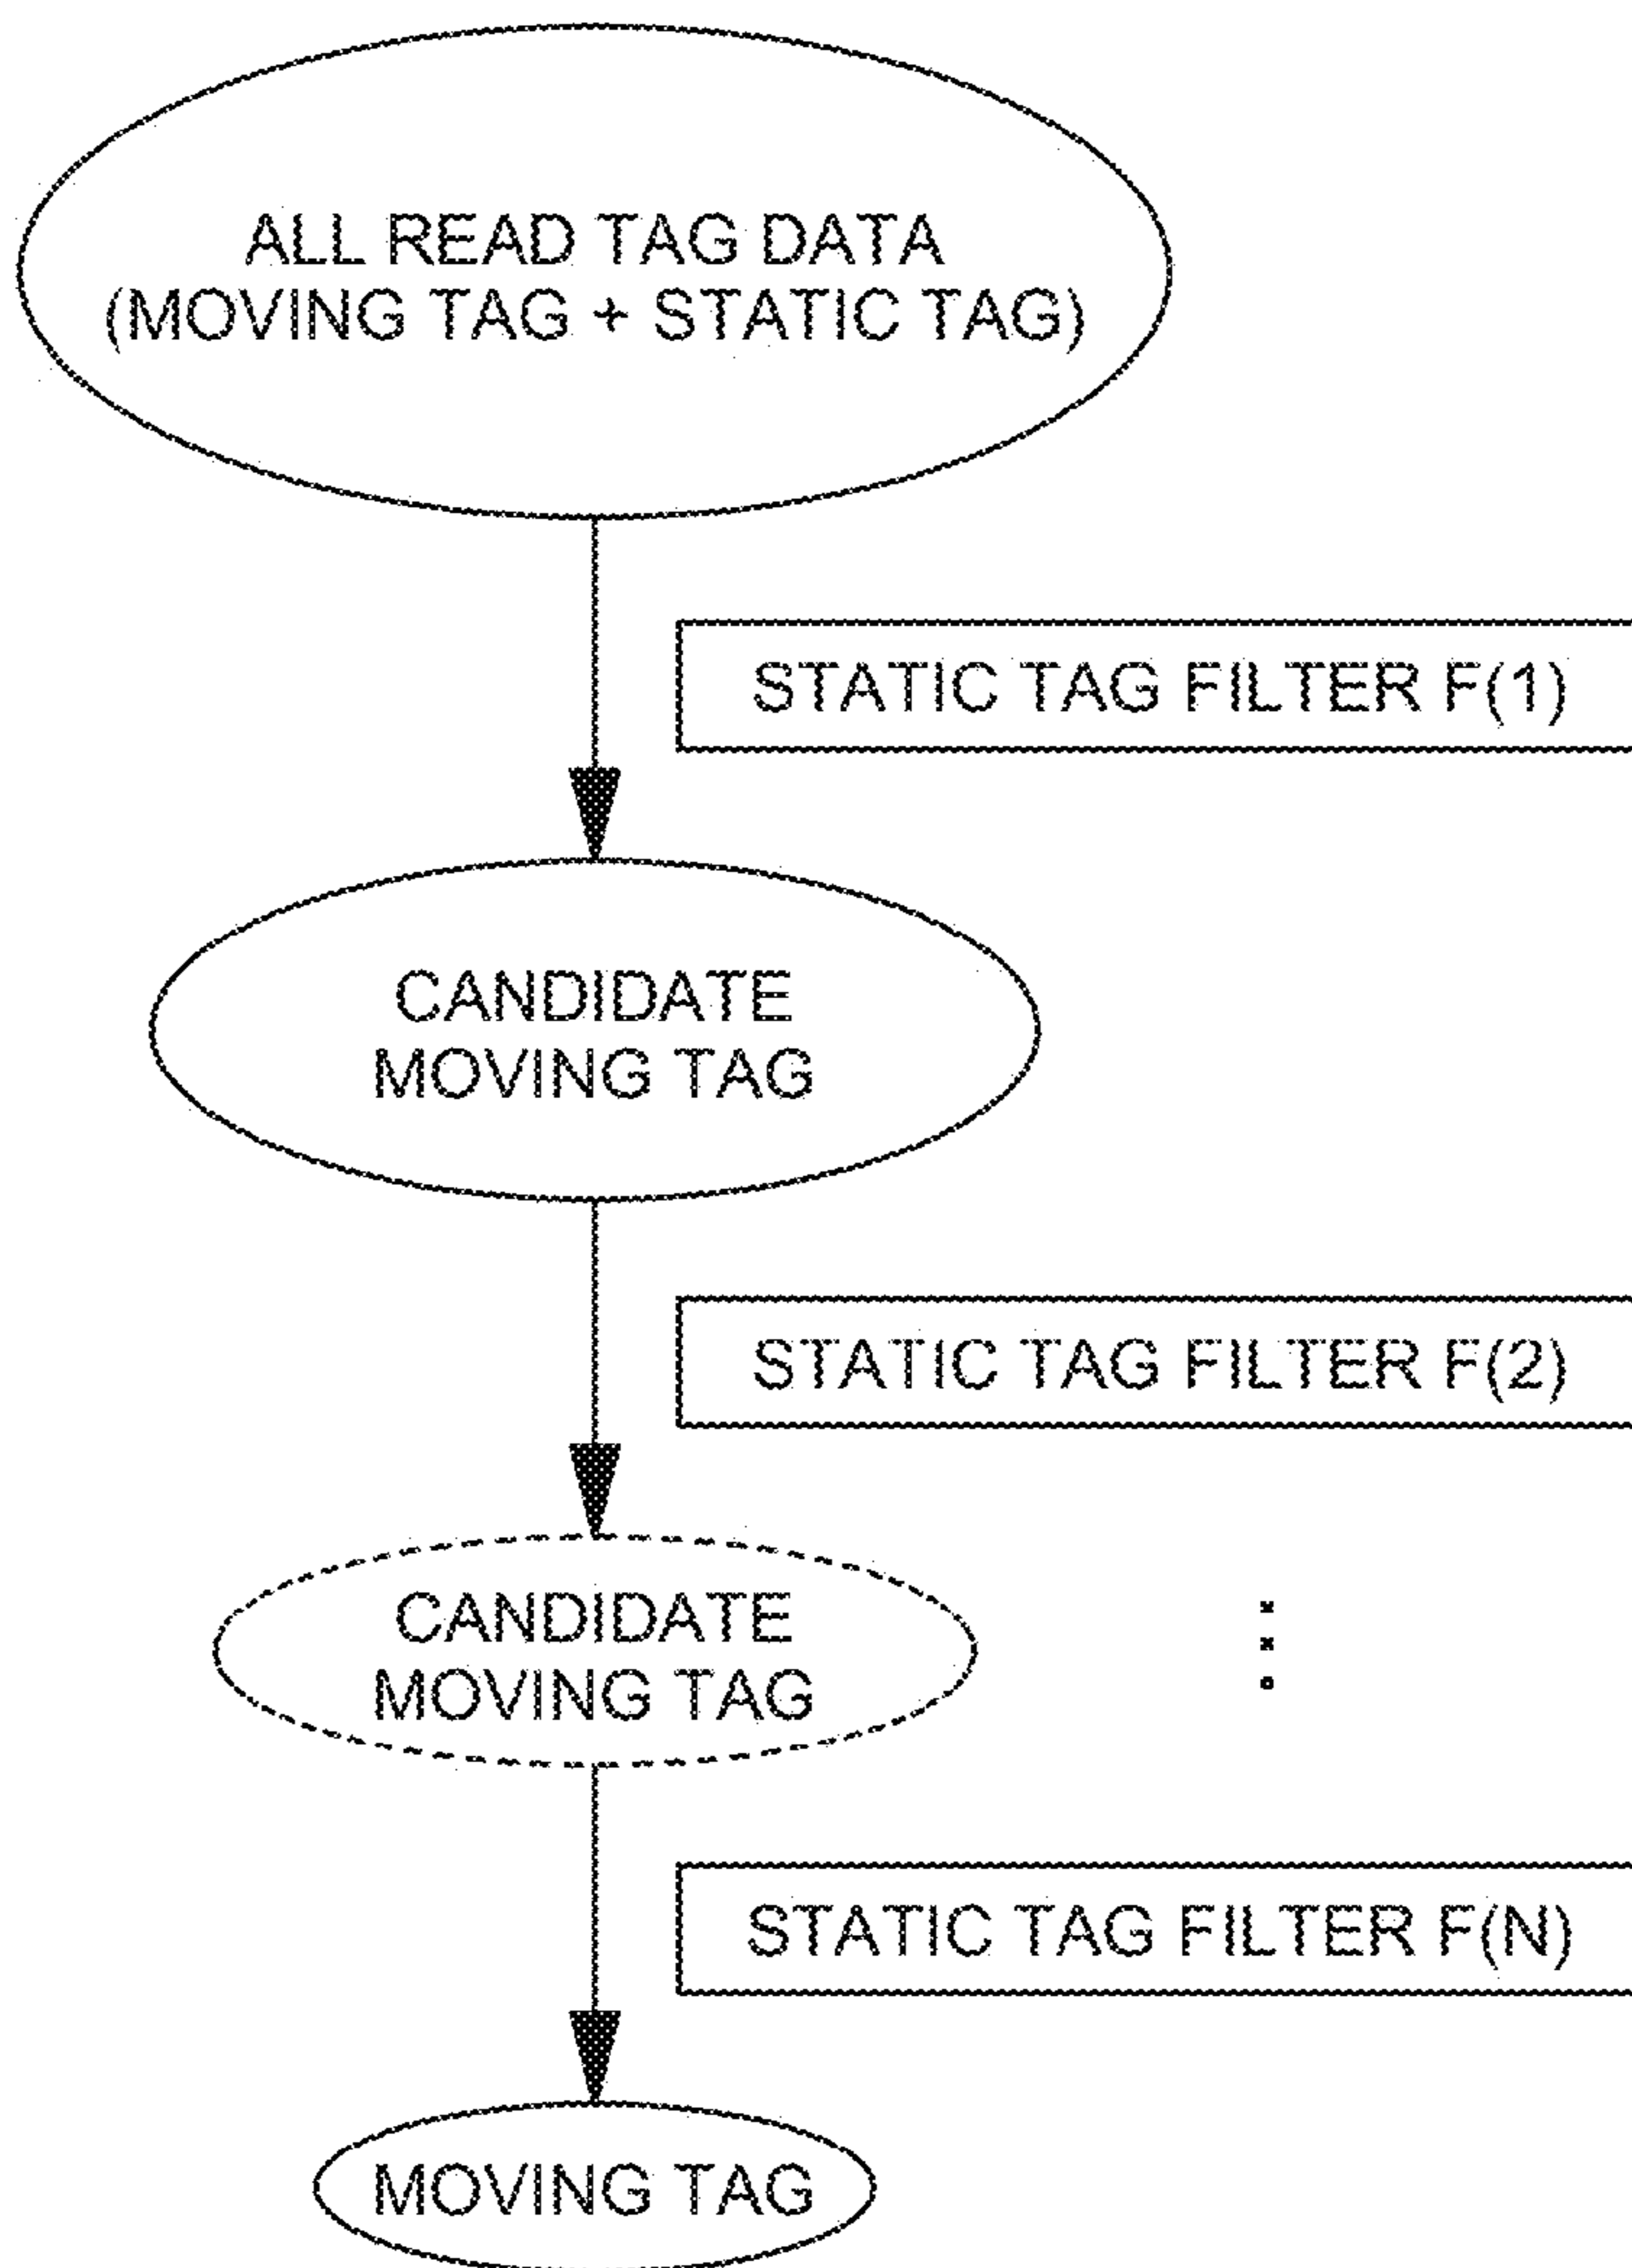 ALL READ TAG DATA
(MOVING TAG + STATIC TAG)
STATIC TAG FILTER F(1)
CANDIDATE
MOVING TAG
STATIC TAG FILTER F(2)
CANDIDATE
MOVING TAG
STATIC TAG FILTER F(N)
MOVING TAG